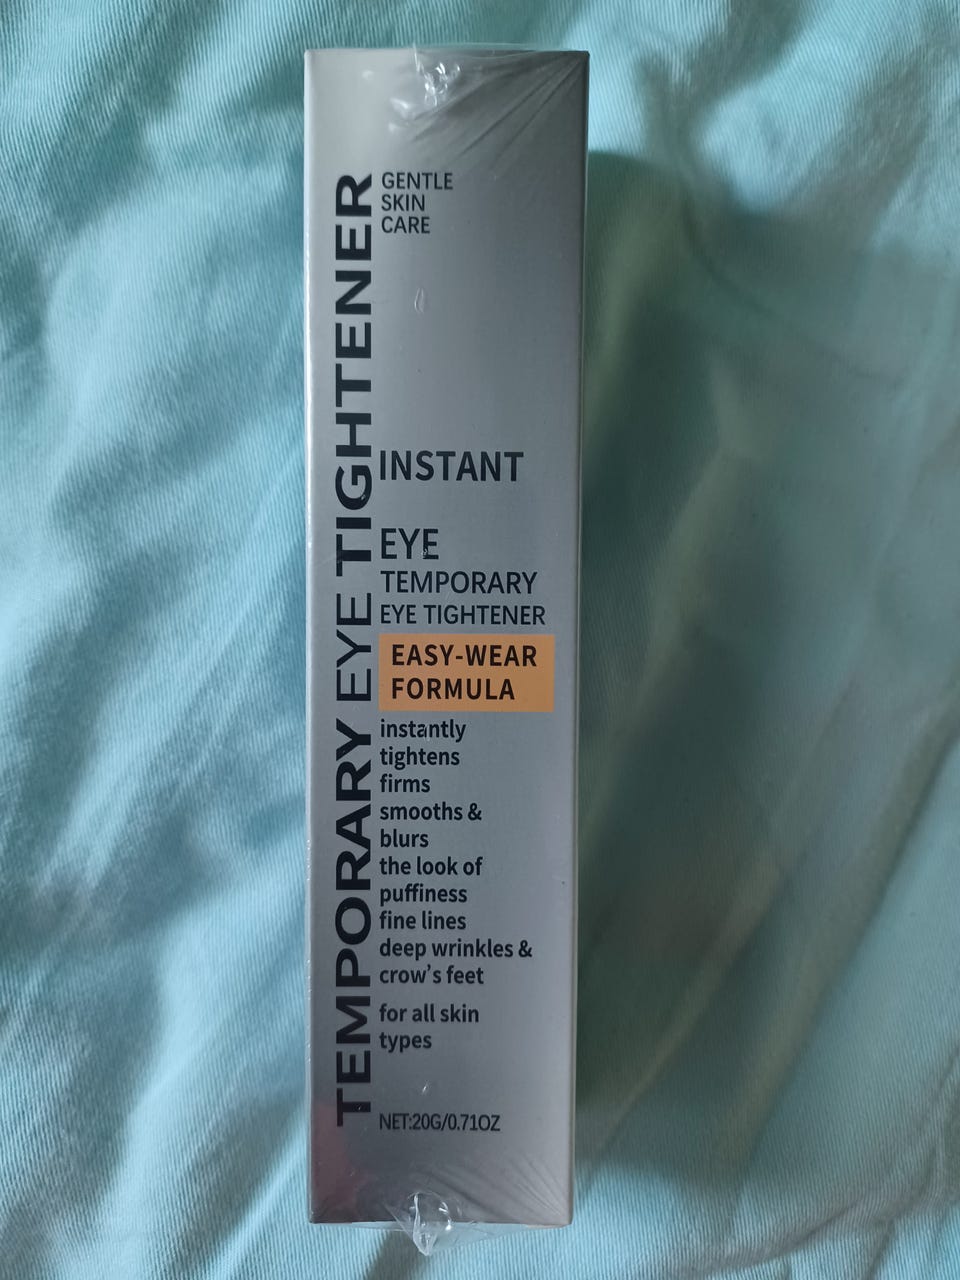 TEMPORARY EYE TIGHTENER
GENTLE
SKIN
CARE
INSTANT
EYE
TEMPORARY
EYE TIGHTENER
EASY-WEAR
FORMULA
instantly
tightens
firms
smooths &
blurs
the look of
puffiness
fine lines
deep wrinkles &
crow's feet
for all skin
types
NET:20G/0.71OZ